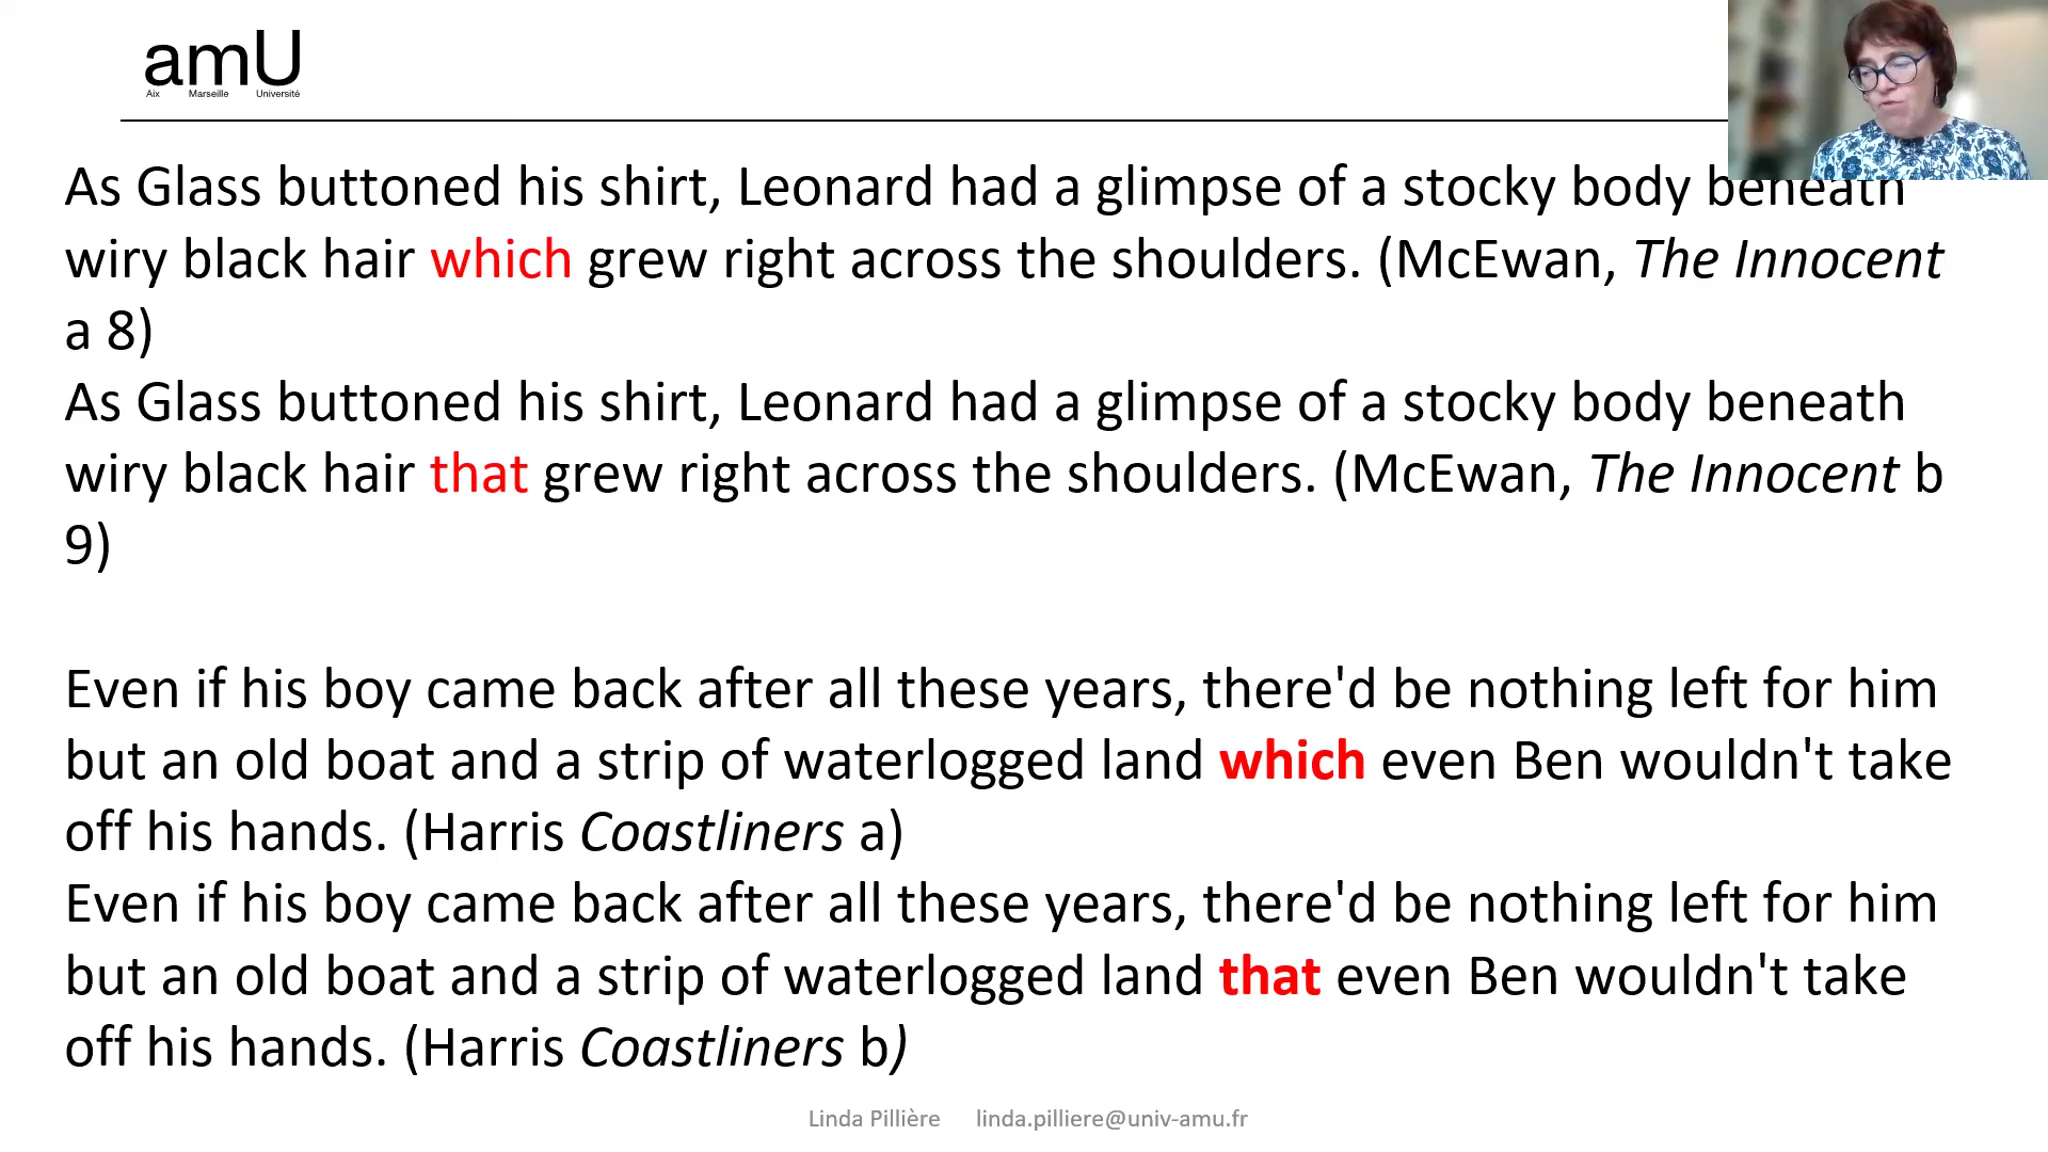 amU
Aix Marseille Université
As Glass buttoned his shirt, Leonard had a glimpse of a stocky body beneath
wiry black hair which grew right across the shoulders. (McEwan, The Innocent
a 8)
As Glass buttoned his shirt, Leonard had a glimpse of a stocky body beneath
wiry black hair that grew right across the shoulders. (McEwan, The Innocent b
9)
Even if his boy came back after all these years, there'd be nothing left for him
but an old boat and a strip of waterlogged land which even Ben wouldn't take
off his hands. (Harris Coastliners a)
Even if his boy came back after all these years, there'd be nothing left for him
but an old boat and a strip of waterlogged land that even Ben wouldn't take
off his hands. (Harris Coastliners b)
Linda Pillière linda.pilliere@univ-amu.fr